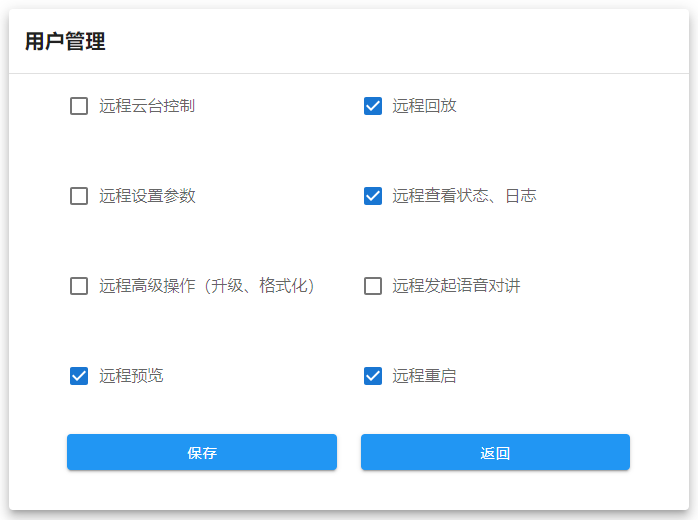 用户管理
远程云台控制
远程回放
远程设置参数
远程查看状态、日志
远程高级操作（升级、格式化）
远程发起语音对讲
远程预览
远程重启
保存
返回